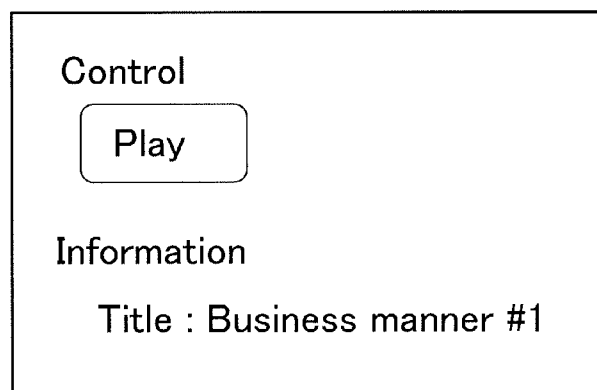 Control
Play
Information
Title : Business manner #1